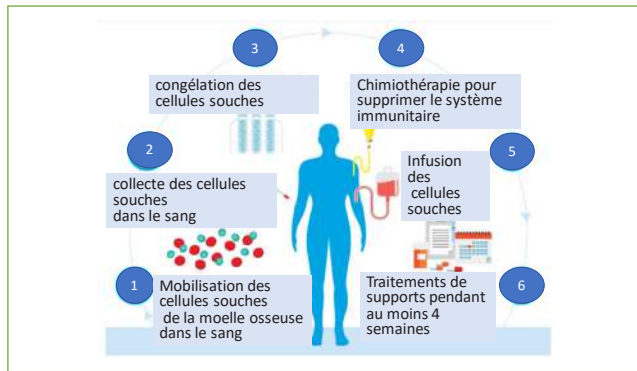 1
Mobilisation des
cellules souches
de la moelle osseuse
dans le sang
2
collecte des cellules
souches
dans le sang
3
congélation des
cellules souches
4
Chimiothérapie pour
supprimer le système
immunitaire
5
Infusion
des
cellules
souches
6
Traitements de
supports pendant
au moins 4
semaines